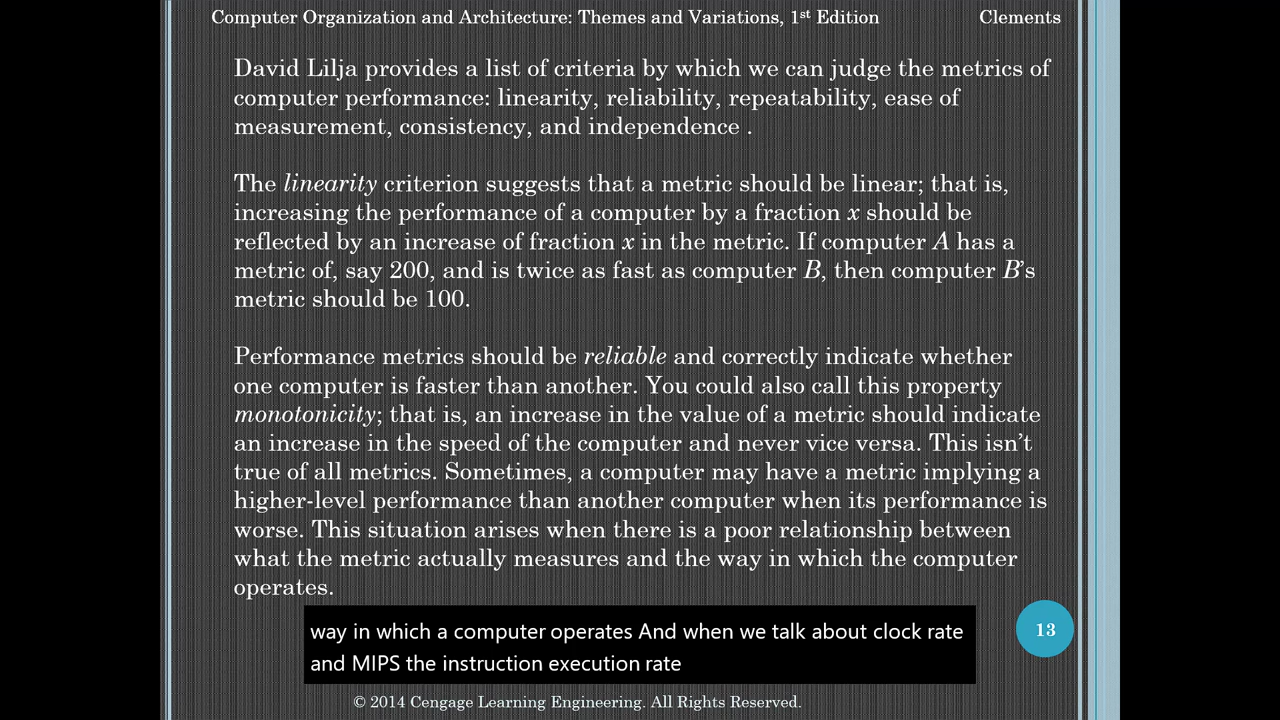 Computer Organization and Architecture: Themes and Variations, 1st Edition Clements
David Lilja provides a list of criteria by which we can judge the metrics of
computer performance: linearity, reliability, repeatability, ease of
measurement, consistency, and independence .
The linearity criterion suggests that a metric should be linear; that is,
increasing the performance of a computer by a fraction x should be
reflected by an increase of fraction x in the metric. If computer A has a
metric of, say 200, and is twice as fast as computer B, then computer B's
metric should be 100.
Performance metrics should be reliable and correctly indicate whether
one computer is faster than another. You could also call this property
monotonicity; that is, an increase in the value of a metric should indicate
an increase in the speed of the computer and never vice versa. This isn't
true of all metrics. Sometimes, a computer may have a metric implying a
higher-level performance than another computer when its performance is
worse. This situation arises when there is a poor relationship between
what the metric actually measures and the way in which the computer
operates.
way in which a computer operates And when we talk about clock rate
and MIPS the instruction execution rate
13
© 2014 Cengage Learning Engineering. All Rights Reserved.